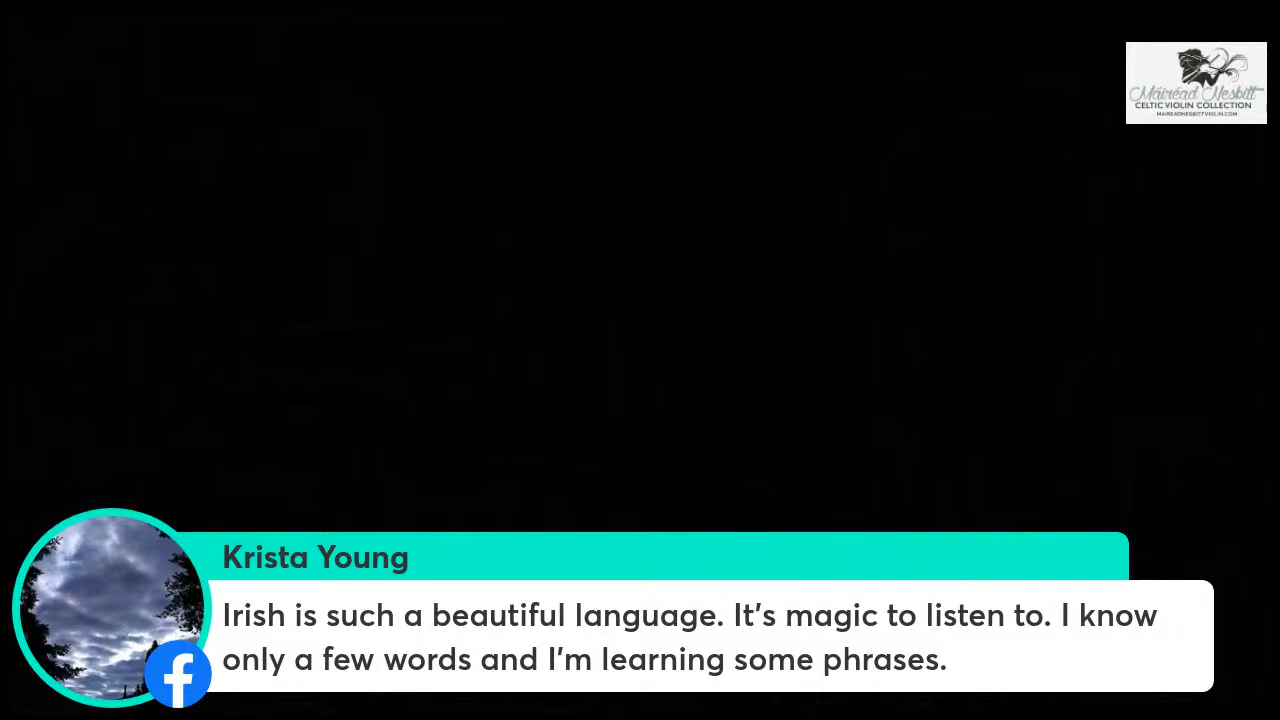 Máiréad Nesbitt
CELTIC VIOLIN COLLECTION
MAIREADNESBITTVIOLIN.COM
Krista Young
Irish is such a beautiful language. It's magic to listen to. I know
only a few words and I'm learning some phrases.